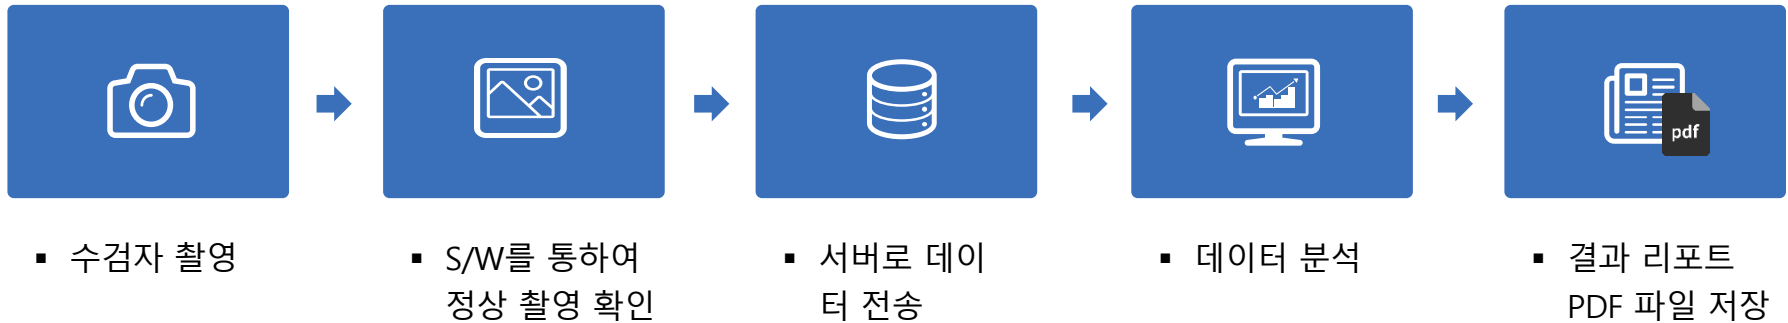 pdf
▪ 수검자 촬영
▪ S/W를 통하여
정상 촬영 확인
▪ 서버로 데이
터 전송
▪ 데이터 분석
▪ 결과 리포트
PDF 파일 저장